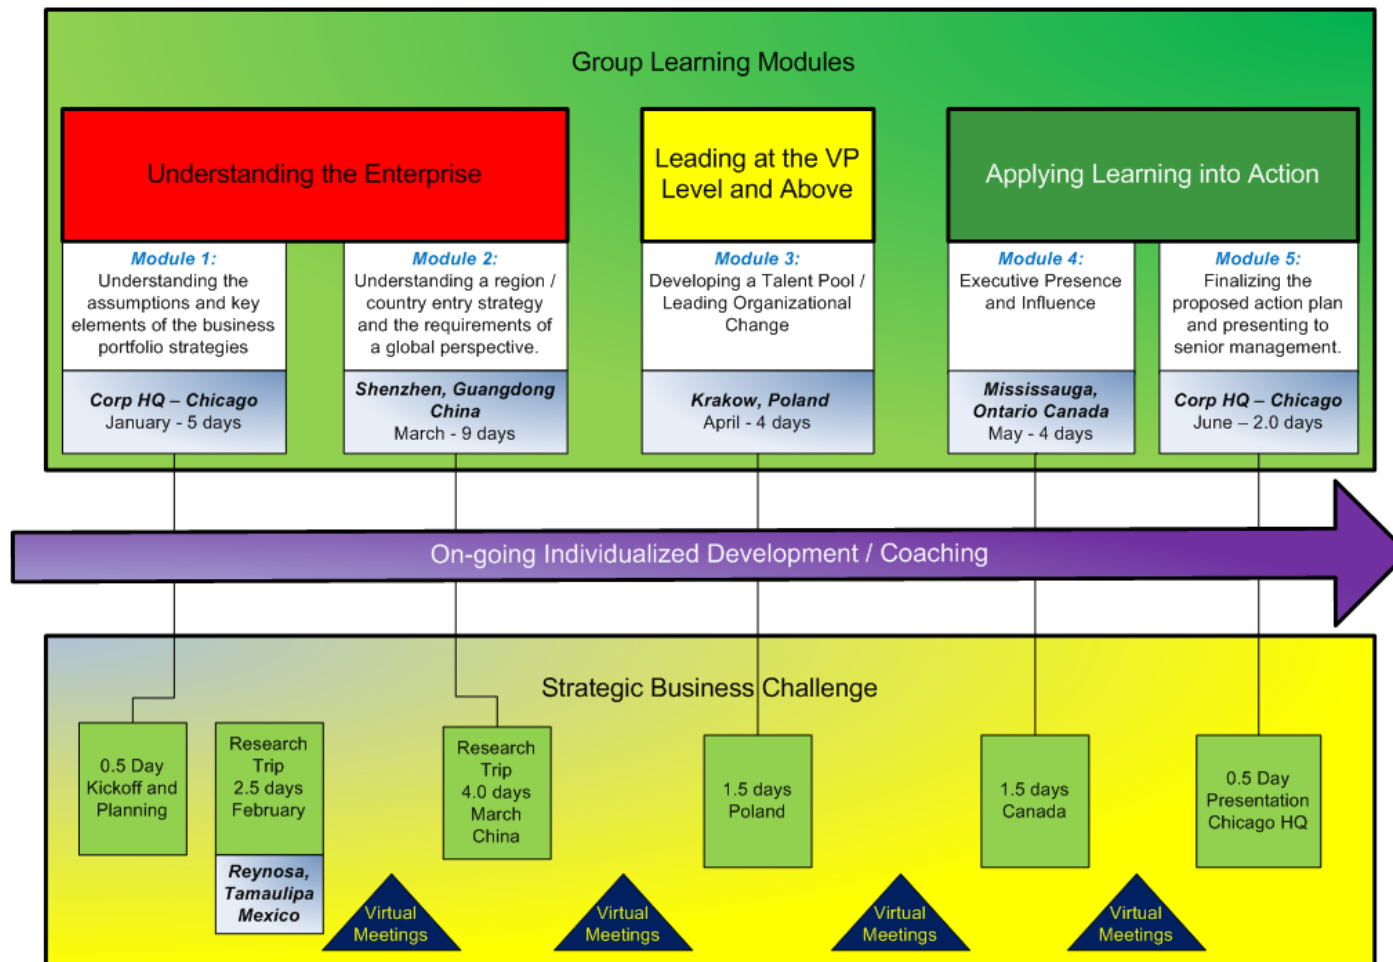 Group Learning Modules
Understanding the Enterprise
Leading at the VP
Level and Above
Applying Learning into Action
Module 1:
Understanding the
assumptions and key
elements of the business
portfolio strategies
Corp HQ – Chicago
January - 5 days
Module 2:
Understanding a region /
country entry strategy
and the requirements of
a global perspective.
Shenzhen, Guangdong
China
March - 9 days
Module 3:
Developing a Talent Pool /
Leading Organizational
Change
Krakow, Poland
April - 4 days
Module 4:
Executive Presence
and Influence
Mississauga,
Ontario Canada
May - 4 days
Module 5:
Finalizing the
proposed action plan
and presenting to
senior management.
Corp HQ – Chicago
June – 2.0 days
On-going Individualized Development / Coaching
Strategic Business Challenge
0.5 Day
Kickoff and
Planning
Research
Trip
2.5 days
February
Reynosa,
Tamaulipa
Mexico
Research
Trip
4.0 days
March
China
1.5 days
Poland
1.5 days
Canada
0.5 Day
Presentation
Chicago HQ
Virtual
Meetings
Virtual
Meetings
Virtual
Meetings
Virtual
Meetings